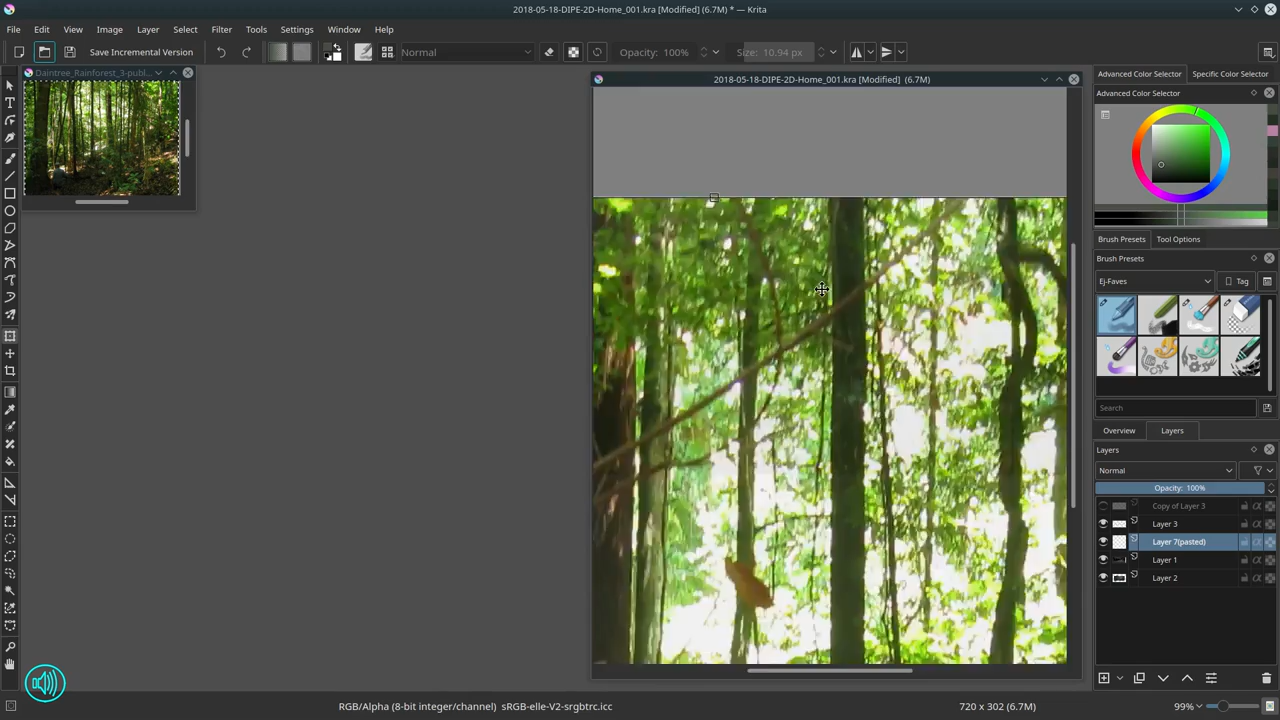 2018-05-18-DIPE-2D-Home_001.kra [Modified] (6.7M) * — Krita
File Edit View Image Layer Select Filter Tools Settings Window Help
Save Incremental Version
Normal
Opacity: 100%
Size: 10.94 px
Daintree_Rainforest_3-publ...
2018-05-18-DIPE-2D-Home_001.kra [Modified] (6.7M)
Advanced Color Selector
Specific Color Selector
Advanced Color Selector
Brush Presets
Tool Options
Brush Presets
Ej-Faves
Tag
Search
Overview
Layers
Layers
Normal
Opacity: 100%
Copy of Layer 3
Layer 3
Layer 7(pasted)
Layer 1
Layer 2
RGB/Alpha (8-bit integer/channel) sRGB-elle-V2-srgbtrc.icc
720 x 302 (6.7M)
99%